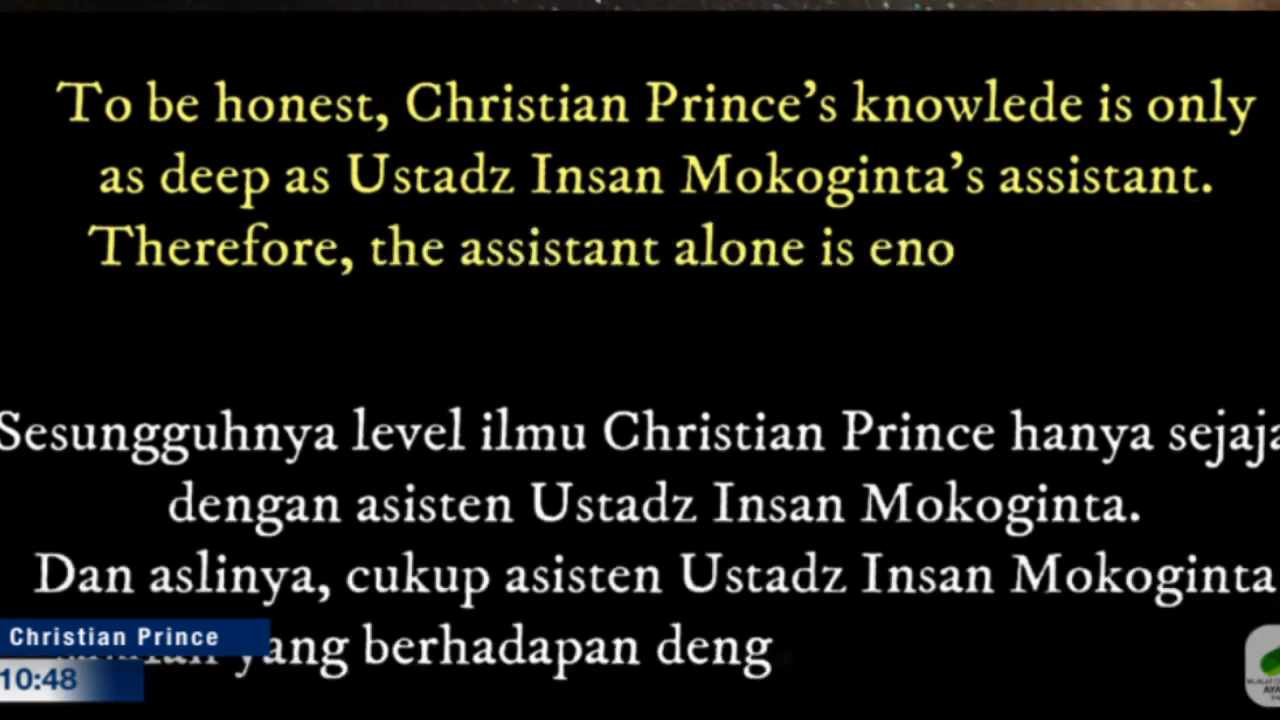 To be honest, Christian Prince's knowlede is only
as deep as Ustadz Insan Mokoginta's assistant.
Therefore, the assistant alone is eno
Sesungguhnya level ilmu Christian Prince hanya sejaja
dengan asisten Ustadz Insan Mokoginta.
Dan aslinya, cukup asisten Ustadz Insan Mokoginta
yang berhadapan deng
Christian Prince
10:48